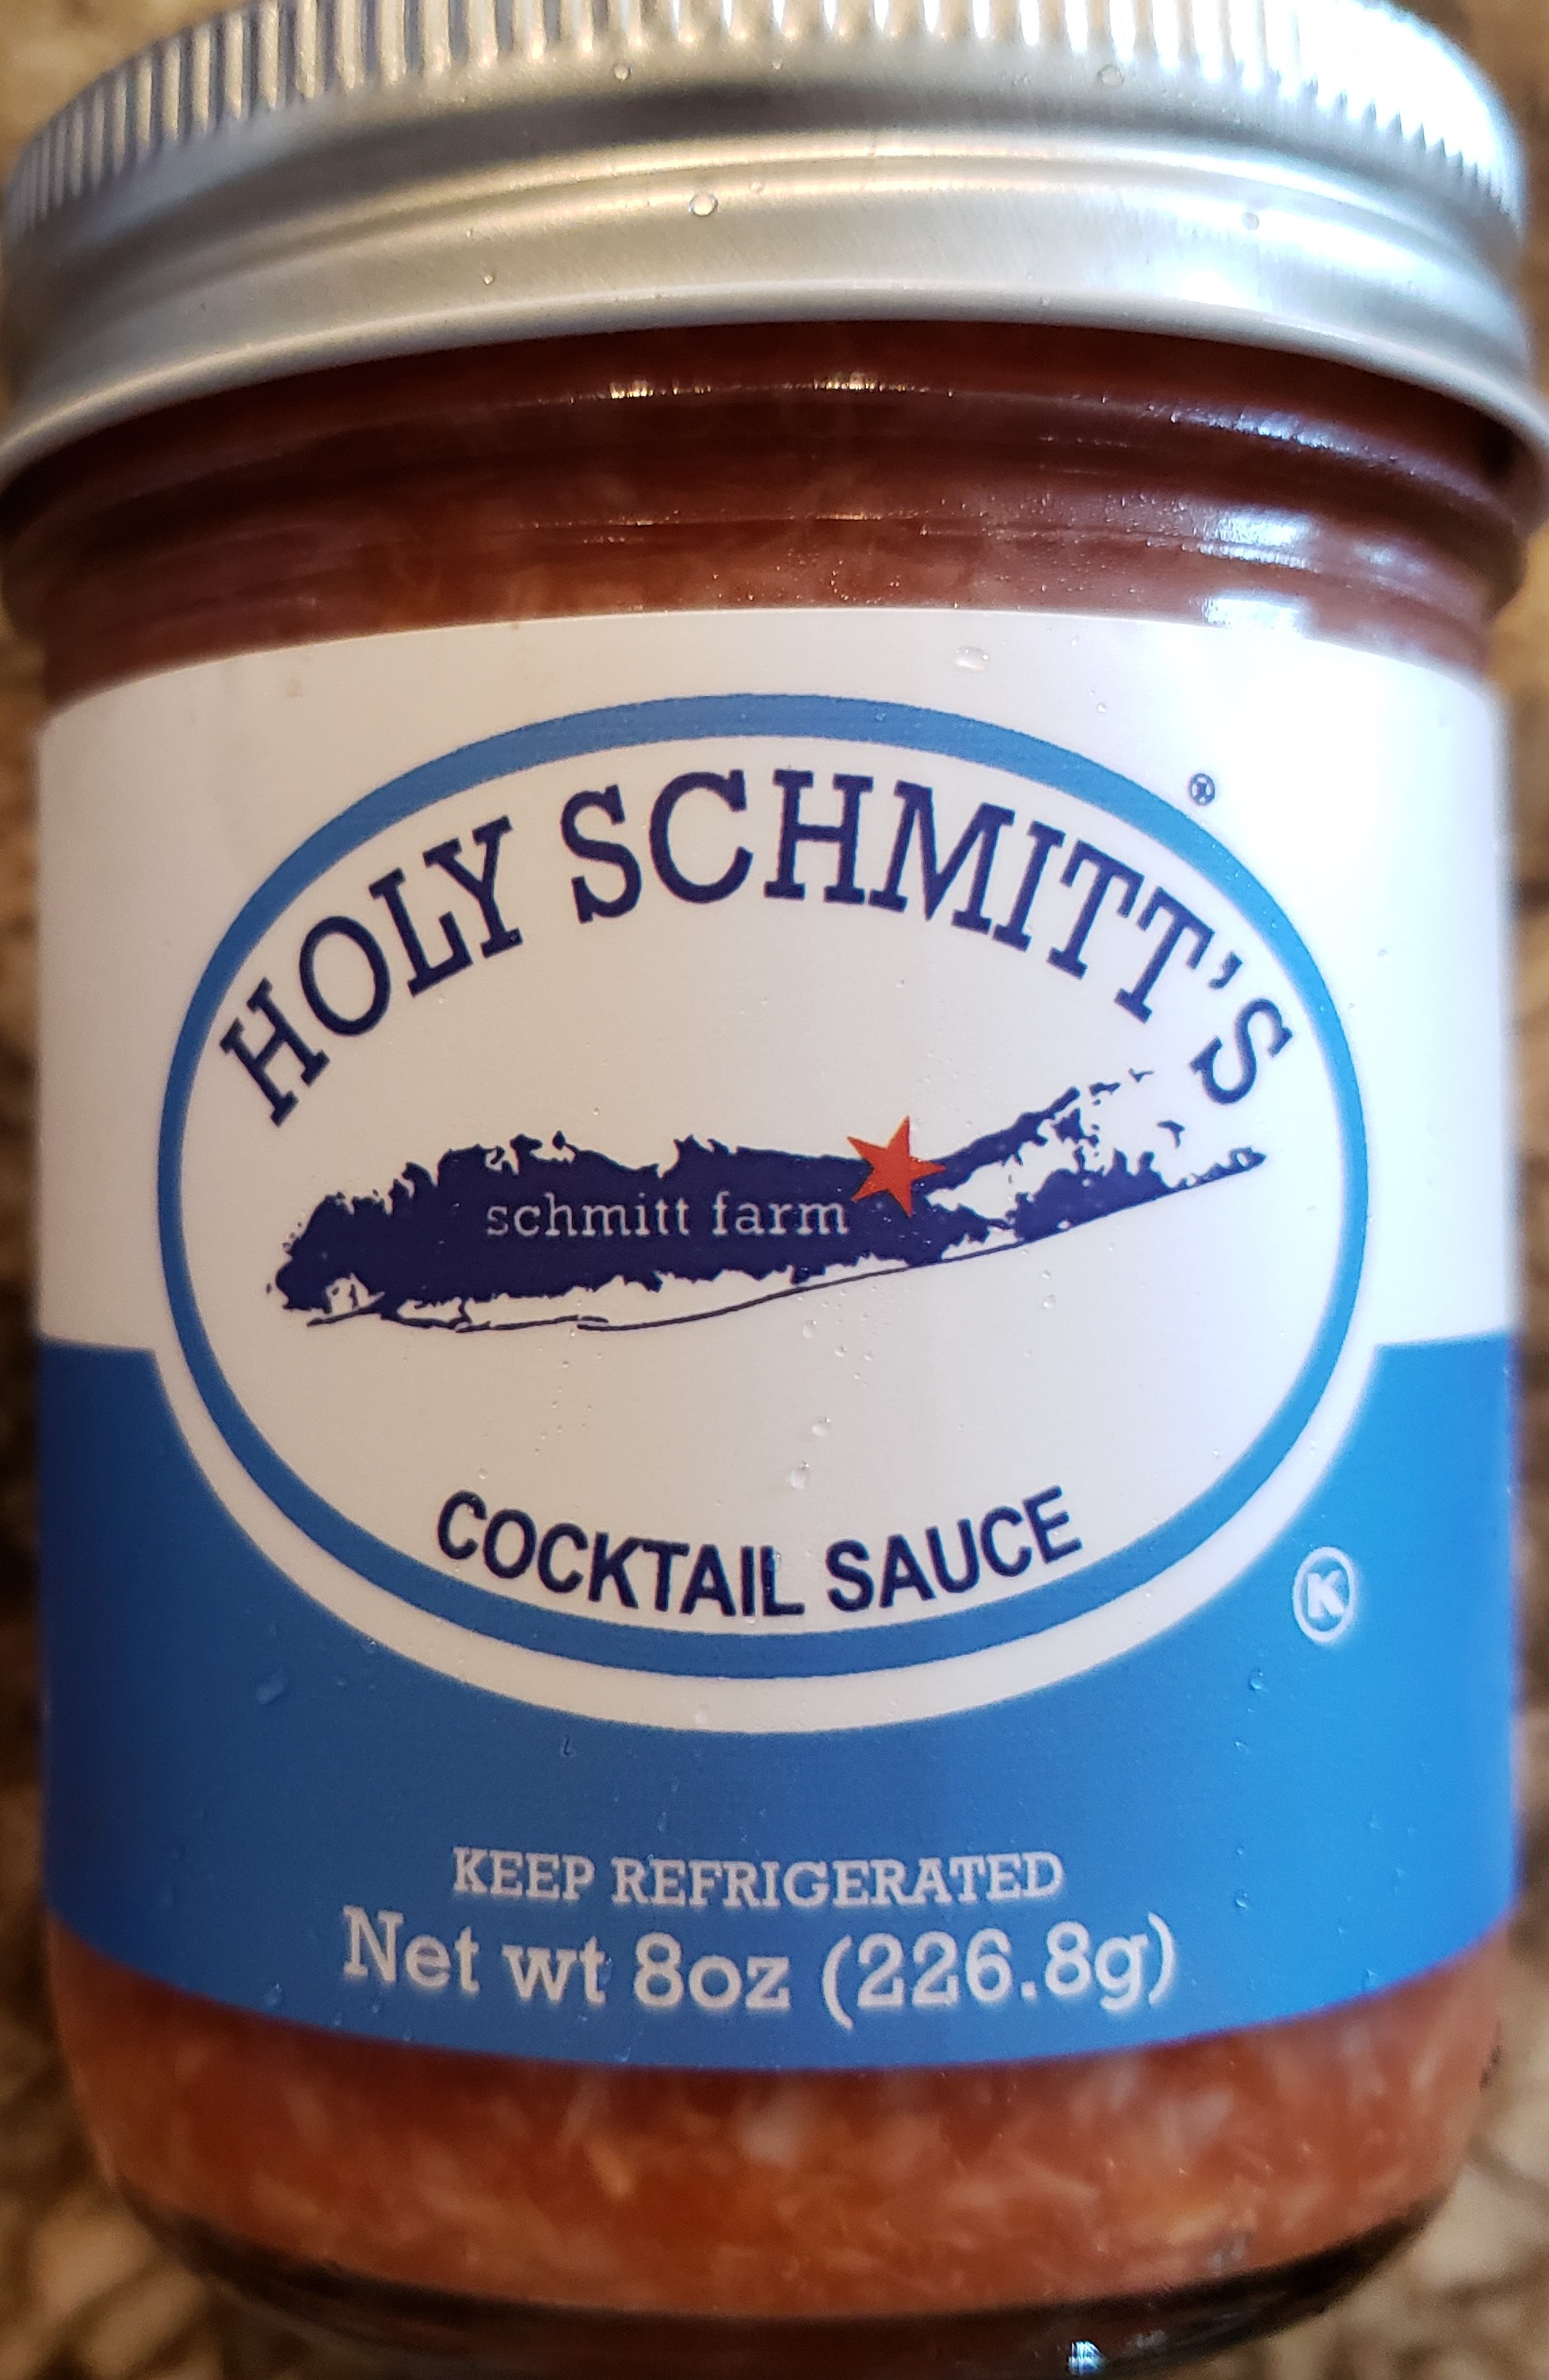 HOLY SCHMITT'S
®
schmitt farm
COCKTAIL SAUCE
K
KEEP REFRIGERATED
Net wt 8oz (226.8g)